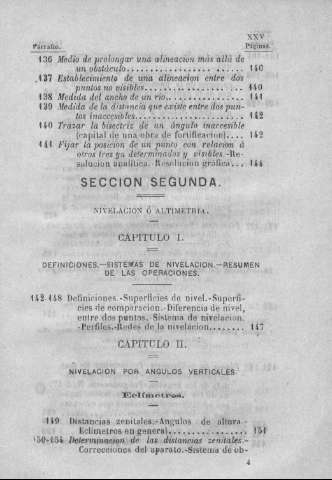 XXV
Párrafos. Páginas.
136 Medio de prolongar una alineacion más allá de
un obstáculo 140
137 Establecimiento de una alineacion entre dos
puntos no visibles 140
138 Medida del ancho de un rio 141
139 Medida de la distancia que existe entre dos pun-
tos inaccesibles 142
140 Trazar la bisectriz de un ángulo inaccesible
(capital de una obra de fortificacion) 142
141 Fijar la posicion de un punto con relacion á
otros tres ya determinados y visibles.-Re-
solucion analítica. Resolucion gráfica 144
SECCION SEGUNDA.
NIVELACION Ó ALTIMETRIA.
CAPITULO I.
DEFINICIONES.—SISTEMAS DE NIVELACION.—RESUMEN
DE LAS OPERACIONES.
142-148 Definiciones.-Superficies de nivel.-Superfi-
cies de comparacion.-Diferencia de nivel,
entre dos puntos.-Sistema de nivelacion.
-Perfiles.-Redes de la nivelacion 147
CAPÍTULO II.
NIVELACION POR ANGULOS VERTICALES
Eclímetros.
149 Distancias zenitales.-Angulos de altura-
Eclímetros en general 151
150-154 Determinacion de las distancias zenitales.-
Correcciones del aparato.-Sistema de ob-
4